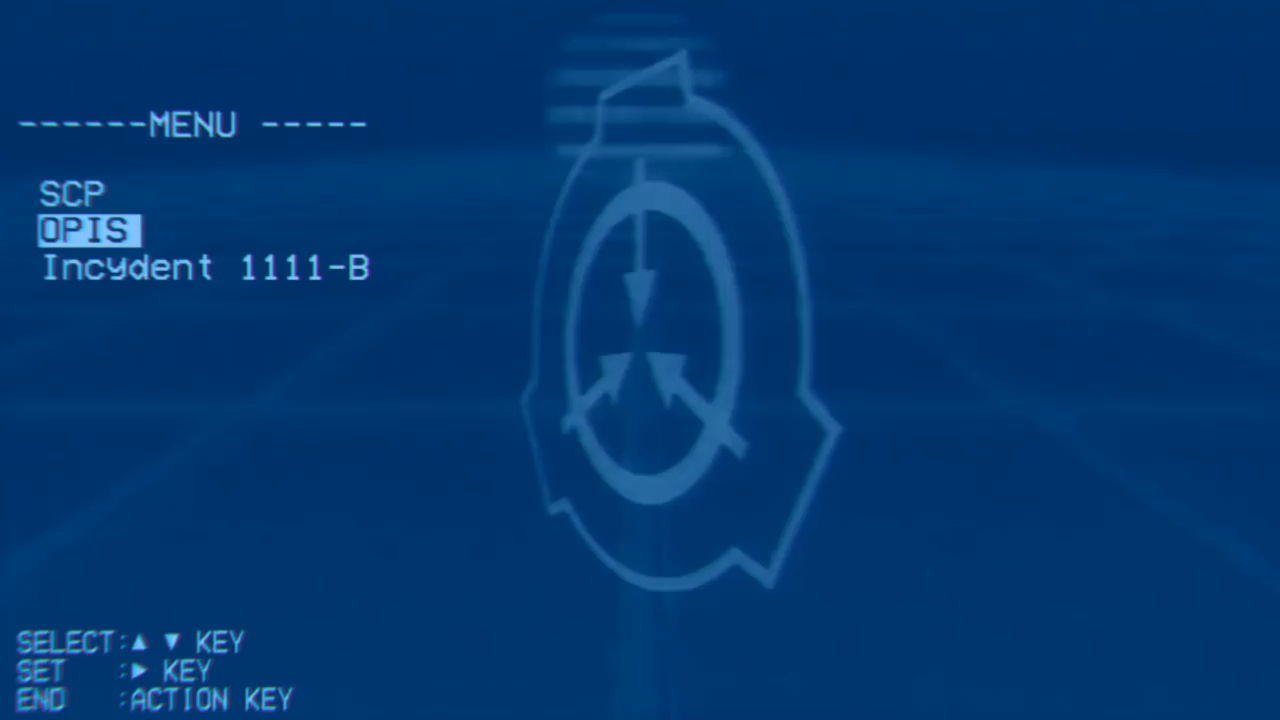 ------MENU -----
SCP
OPIS
Incydent 1111-B
SELECT:▲ ▼ KEY
SET :► KEY
END :ACTION KEY